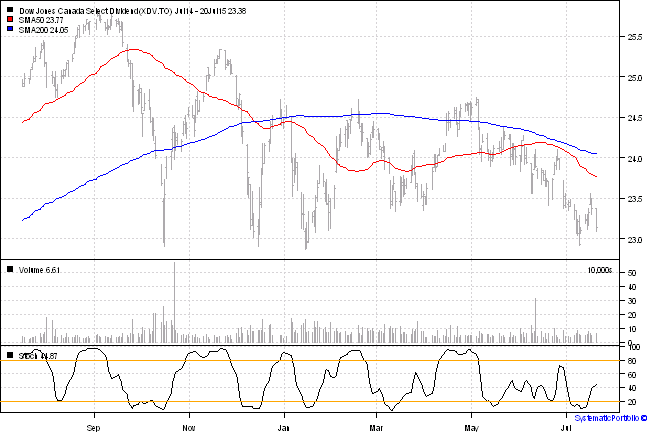 Dow Jones Canada Select Dividend(XDV.TO) Jul14 - 20Jul15 23.38
SMA50 23.77
SMA200 24.05
25.5
25.0
24.5
24.0
23.5
23.0
Volume 6.61
10,000s
50
40
30
20
10
0
Stoch 44.87
100
80
60
40
20
Sep
Nov
Jan
Mar
May
Jul
SystematicPortfolio ©